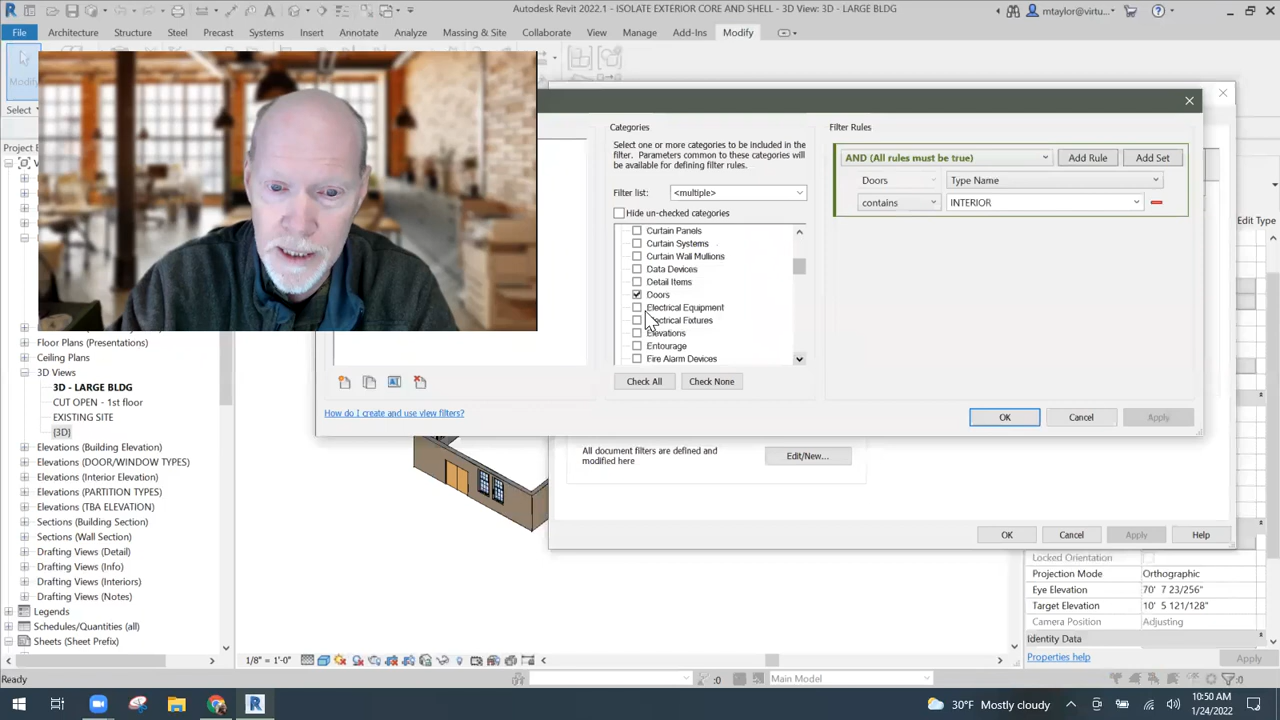 Autodesk Revit 2022.1 - ISOLATE EXTERIOR CORE AND SHELL - 3D View: 3D - LARGE BLDG
mtaylor@virtu...
File
Architecture
Structure
Steel
Precast
Systems
Insert
Annotate
Analyze
Massing & Site
Collaborate
View
Manage
Add-Ins
Modify
Select
Project B
Edit Type
Categories
Select one or more categories to be included in the
filter. Parameters common to these categories will
be available for defining filter rules.
Filter list:
<multiple>
Hide un-checked categories
Curtain Panels
Curtain Systems
Curtain Wall Mullions
Data Devices
Detail Items
Doors
Electrical Equipment
Electrical Fixtures
Elevations
Entourage
Fire Alarm Devices
Check All
Check None
Filter Rules
AND (All rules must be true)
Add Rule
Add Set
Doors
Type Name
contains
INTERIOR
How do I create and use view filters?
OK
Cancel
Apply
All document filters are defined and
modified here
Edit/New...
OK
Cancel
Apply
Help
Floor Plans (Presentations)
Ceiling Plans
3D Views
3D - LARGE BLDG
CUT OPEN - 1st floor
EXISTING SITE
{3D}
Elevations (Building Elevation)
Elevations (DOOR/WINDOW TYPES)
Elevations (Interior Elevation)
Elevations (PARTITION TYPES)
Elevations (TBA ELEVATION)
Sections (Building Section)
Sections (Wall Section)
Drafting Views (Detail)
Drafting Views (Info)
Drafting Views (Interiors)
Drafting Views (Notes)
Legends
Schedules/Quantities (all)
Sheets (Sheet Prefix)
Locked Orientation
Projection Mode
Orthographic
Eye Elevation
70' 7 23/256"
Target Elevation
10' 5 121/128"
Camera Position
Adjusting
Identity Data
Properties help
Apply
1/8" = 1'-0"
Ready
:0
Main Model
:0
30°F Mostly cloudy
10:50 AM
1/24/2022